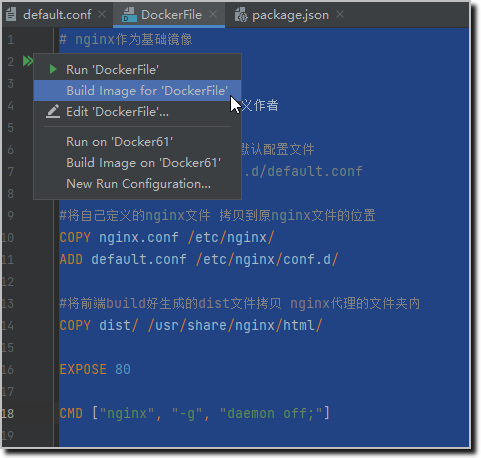 default.conf DockerFile package.json
1 # nginx作为基础镜像
2
3 Run 'DockerFile'
Build Image for 'DockerFile'
4 Edit 'DockerFile'... 义作者
5
Run on 'Docker61'
6 Build Image on 'Docker61' 默认配置文件
7 New Run Configuration... .d/default.conf
8
9 #将自己定义的nginx文件 拷贝到原nginx文件的位置
10 COPY nginx.conf /etc/nginx/
11 ADD default.conf /etc/nginx/conf.d/
12
13 #将前端build好生成的dist文件拷贝 nginx代理的文件夹内
14 COPY dist/ /usr/share/nginx/html/
15
16 EXPOSE 80
17
18 CMD ["nginx", "-g", "daemon off;"]
19